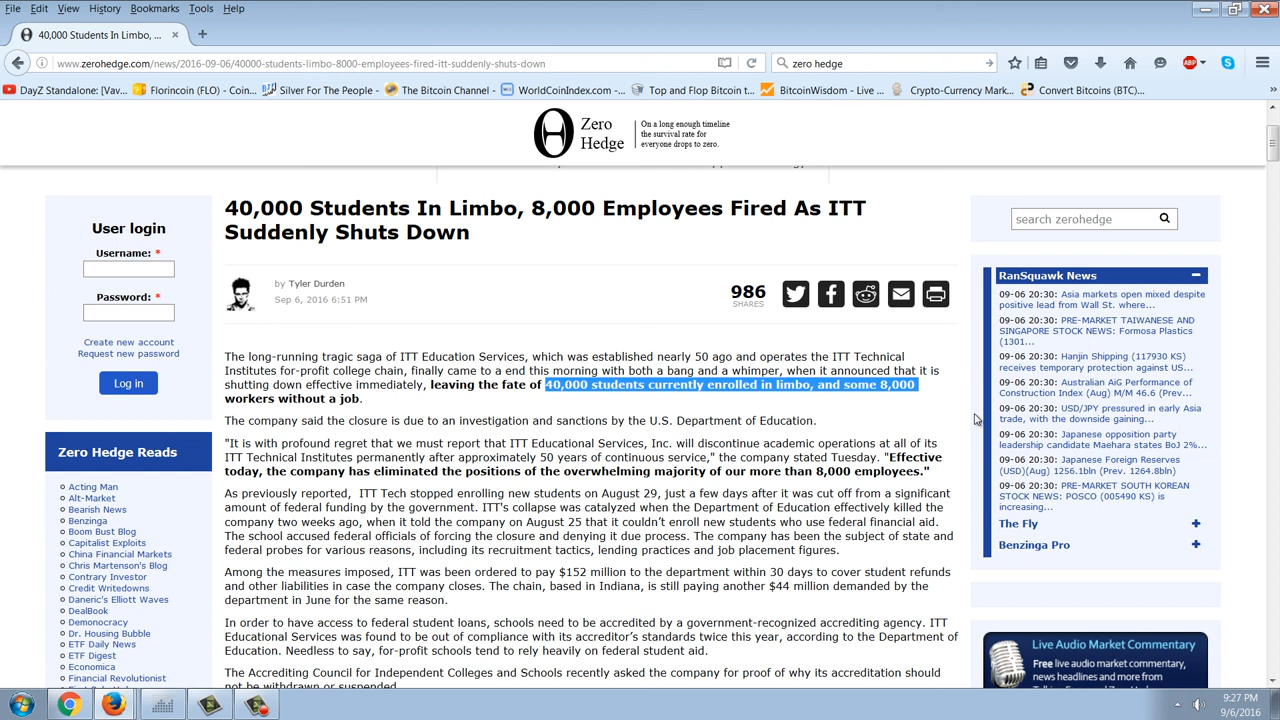 File Edit View History Bookmarks Tools Help
40,000 Students In Limbo, ...
www.zerohedge.com/news/2016-09-06/40000-students-limbo-8000-employees-fired-itt-suddenly-shuts-down
zero hedge
ABP
DayZ Standalone: [Vav... Florincoin (FLO) - Coin... Silver For The People - The Bitcoin Channel - WorldCoinIndex.com -... Top and Flop Bitcoin t... BitcoinWisdom - Live ... Crypto-Currency Mark... Convert Bitcoins (BTC)...
Zero Hedge
On a long enough timeline
the survival rate for
everyone drops to zero.
User login
Username: *
Password: *
Create new account
Request new password
Log in
Zero Hedge Reads
Acting Man
Alt-Market
Bearish News
Benzinga
Boom Bust Blog
Capitalist Exploits
China Financial Markets
Chris Martenson's Blog
Contrary Investor
Credit Writedowns
Daneric's Elliott Waves
DealBook
Demonocracy
Dr. Housing Bubble
ETF Daily News
ETF Digest
Economica
Financial Revolutionist
40,000 Students In Limbo, 8,000 Employees Fired As ITT
Suddenly Shuts Down
by Tyler Durden
Sep 6, 2016 6:51 PM
986
SHARES
The long-running tragic saga of ITT Education Services, which was established nearly 50 ago and operates the ITT Technical
Institutes for-profit college chain, finally came to a end this morning with both a bang and a whimper, when it announced that it is
shutting down effective immediately, leaving the fate of 40,000 students currently enrolled in limbo, and some 8,000
workers without a job.
The company said the closure is due to an investigation and sanctions by the U.S. Department of Education.
"It is with profound regret that we must report that ITT Educational Services, Inc. will discontinue academic operations at all of its
ITT Technical Institutes permanently after approximately 50 years of continuous service," the company stated Tuesday. "Effective
today, the company has eliminated the positions of the overwhelming majority of our more than 8,000 employees."
As previously reported, ITT Tech stopped enrolling new students on August 29, just a few days after it was cut off from a significant
amount of federal funding by the government. ITT's collapse was catalyzed when the Department of Education effectively killed the
company two weeks ago, when it told the company on August 25 that it couldn't enroll new students who use federal financial aid.
The school accused federal officials of forcing the closure and denying it due process. The company has been the subject of state and
federal probes for various reasons, including its recruitment tactics, lending practices and job placement figures.
Among the measures imposed, ITT was ordered to pay $152 million to the department within 30 days to cover student refunds
and other liabilities in case the company closes. The chain, based in Indiana, is still paying another $44 million demanded by the
department in June for the same reason.
In order to have access to federal student loans, schools need to be accredited by a government-recognized accrediting agency. ITT
Educational Services was found to be out of compliance with its accreditor's standards twice this year, according to the Department of
Education. Needless to say, for-profit schools tend to rely heavily on federal student aid.
The Accrediting Council for Independent Colleges and Schools recently asked the company for proof of why its accreditation should
not be withdrawn or suspended.
search zerohedge
RanSquawk News
09-06 20:30: Asia markets open mixed despite
positive lead from Wall St. where...
09-06 20:30: PRE-MARKET TAIWANESE AND
SINGAPORE STOCK NEWS: Formosa Plastics
(1301...
09-06 20:30: Hanjin Shipping (117930 KS)
receives temporary protection against US...
09-06 20:30: Australian AiG Performance of
Construction Index (Aug) M/M 46.6 (Prev...
09-06 20:30: USD/JPY pressured in early Asia
trade, with the downside gaining...
09-06 20:30: Japanese opposition party
leadership candidate Maehara states BoJ 2%...
09-06 20:30: Japanese Foreign Reserves
(USD)(Aug) 1256.1bln (Prev. 1264.8bln)
09-06 20:30: PRE-MARKET SOUTH KOREAN
STOCK NEWS: POSCO (005490 KS) is
increasing...
The Fly
Benzinga Pro
Live Audio Market Commentary
Free live audio market commentary,
news headlines and more from
9:27 PM
9/6/2016